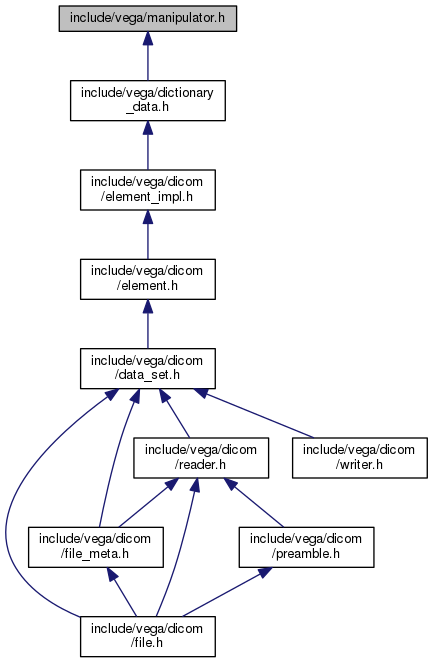 include/vega/manipulator.h
include/vega/dictionary
_data.h
include/vega/dicom
/element_impl.h
include/vega/dicom
/element.h
include/vega/dicom
/data_set.h
include/vega/dicom
/reader.h
include/vega/dicom
/writer.h
include/vega/dicom
/file_meta.h
include/vega/dicom
/preamble.h
include/vega/dicom
/file.h